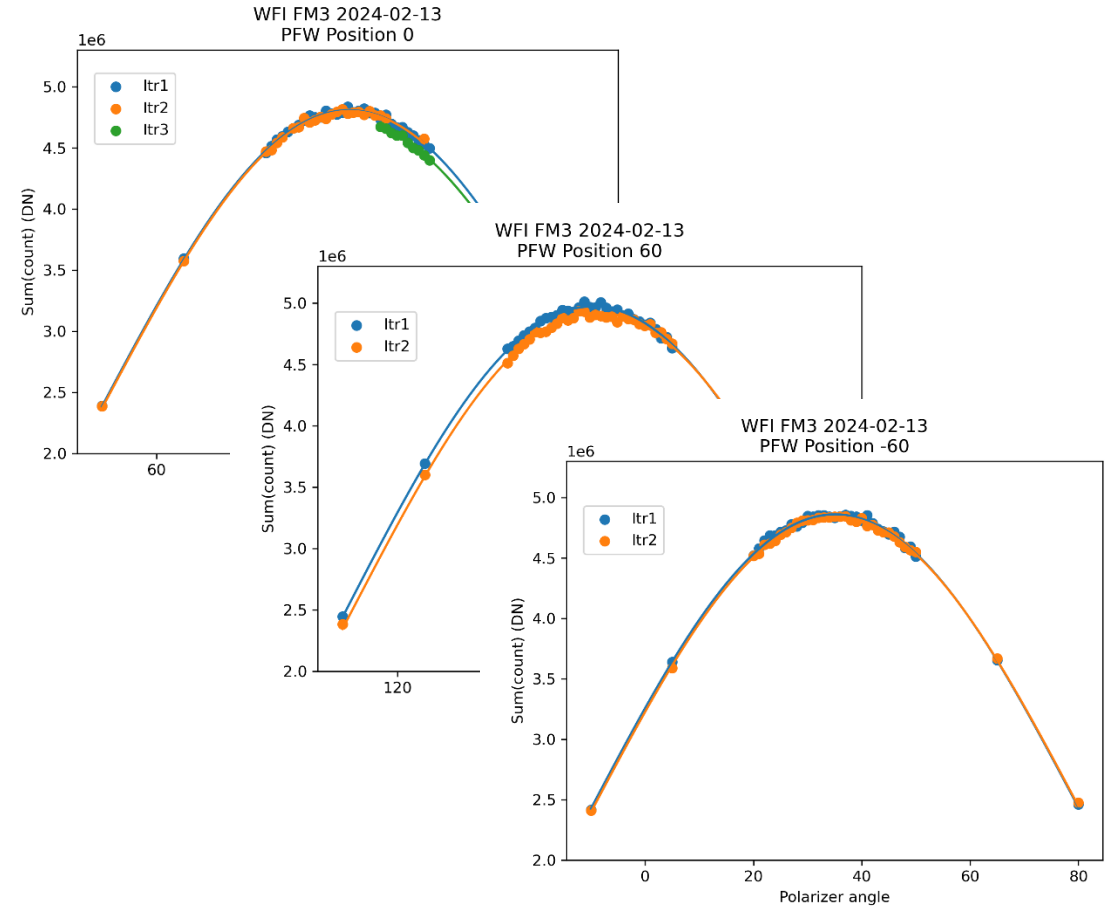 WFI FM3 2024-02-13
PFW Position 0
1e6
Itr1
Itr2
Itr3
5.0
4.5
4.0
3.5
3.0
2.5
2.0
Sum(count) (DN)
60
WFI FM3 2024-02-13
PFW Position 60
1e6
Itr1
Itr2
5.0
4.5
4.0
3.5
3.0
2.5
2.0
Sum(count) (DN)
120
WFI FM3 2024-02-13
PFW Position -60
1e6
Itr1
Itr2
5.0
4.5
4.0
3.5
3.0
2.5
2.0
Sum(count) (DN)
0 20 40 60 80
Polarizer angle